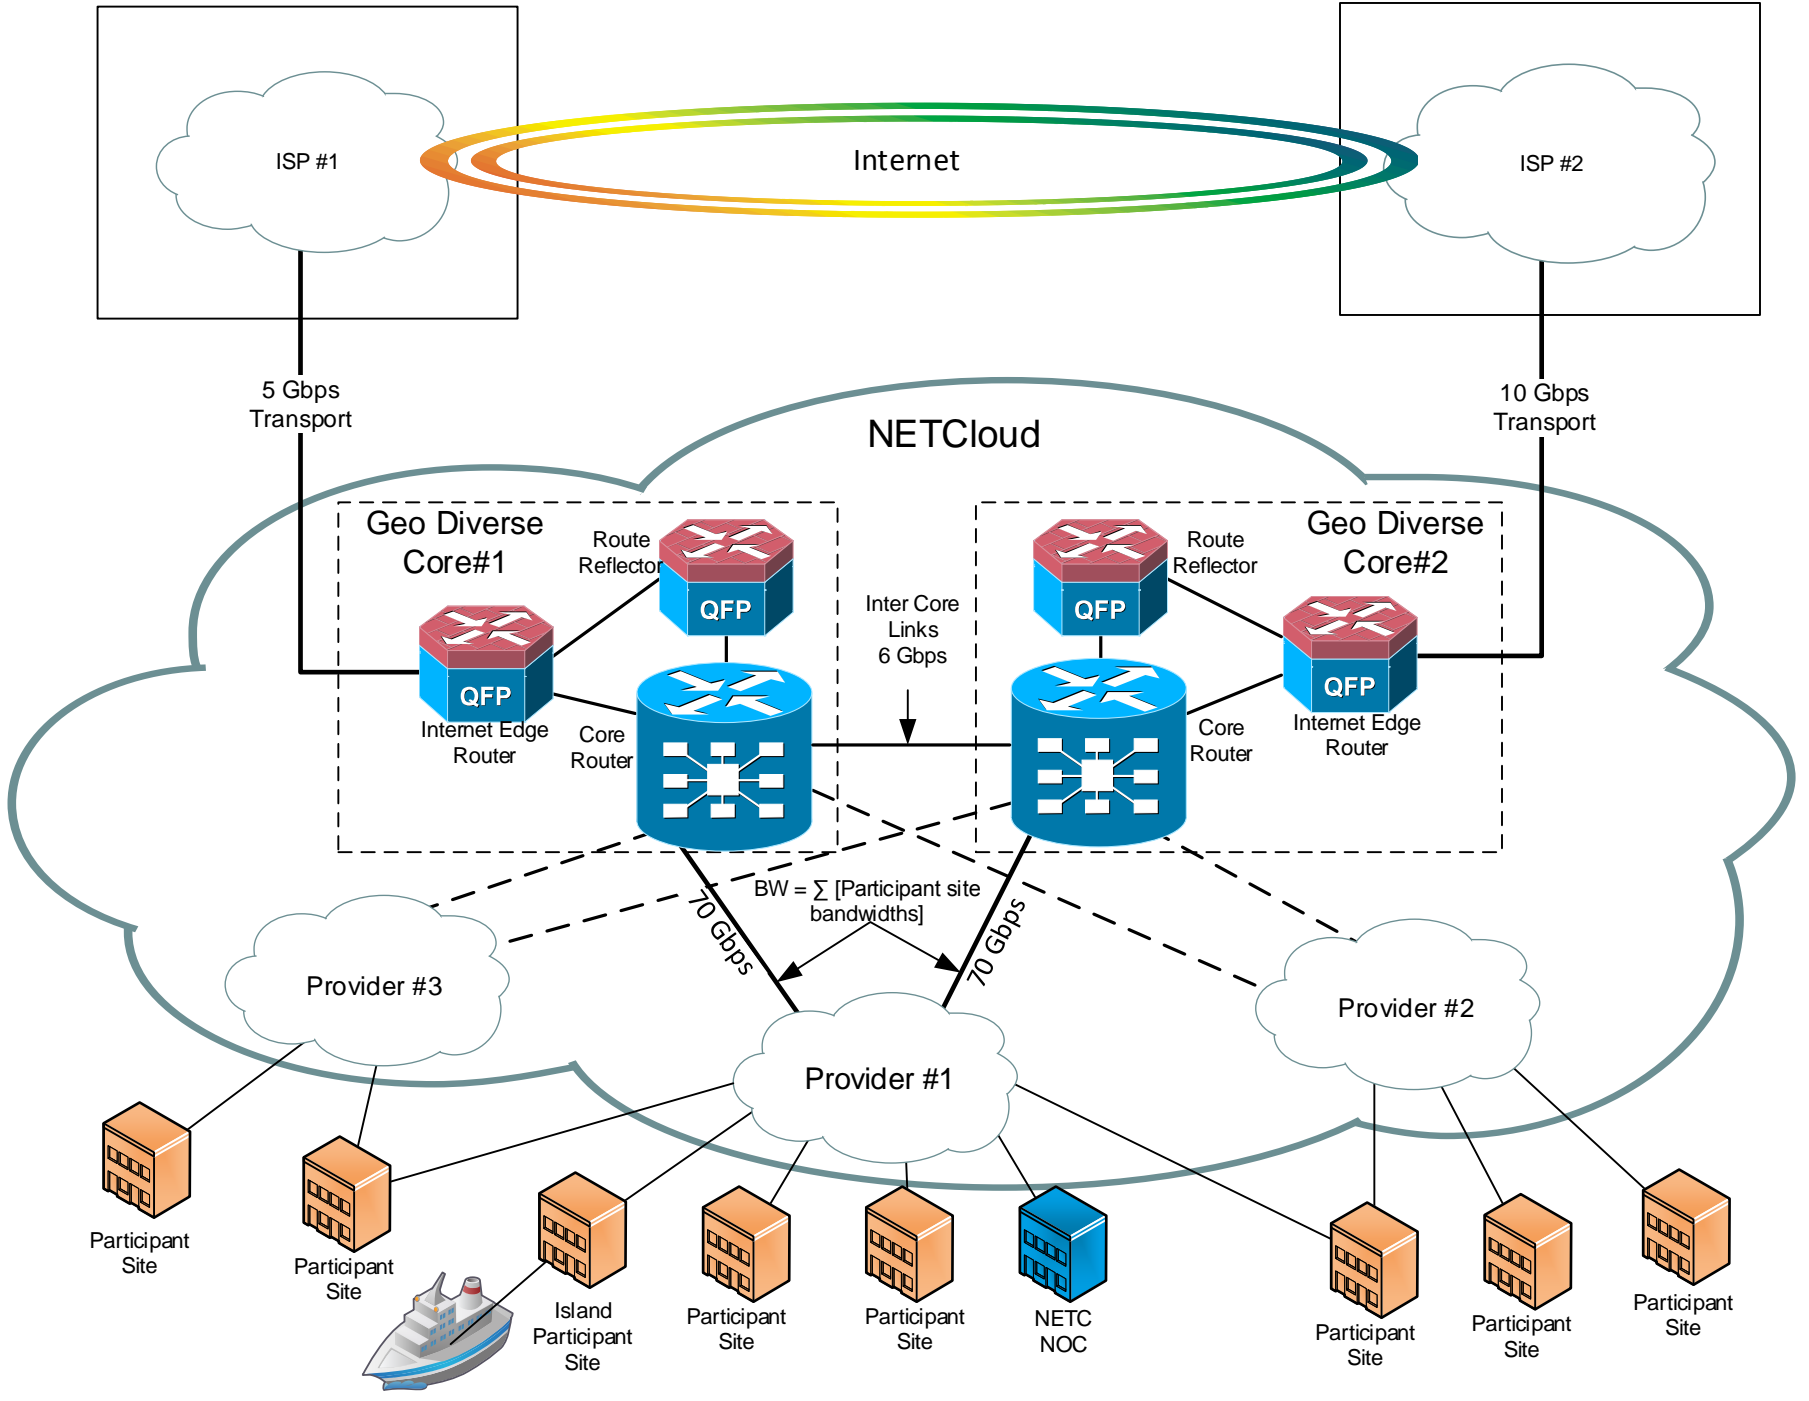 ISP #1
Internet
ISP #2
5 Gbps
Transport
10 Gbps
Transport
NETCloud
Geo Diverse
Core#1
Route
Reflector
QFP
QFP
Internet Edge
Router
Core
Router
Inter Core
Links
6 Gbps
Geo Diverse
Core#2
Route
Reflector
QFP
QFP
Internet Edge
Router
Core
Router
BW = ∑ [Participant site
bandwidths]
70 Gbps
70 Gbps
Provider #3
Provider #1
Provider #2
Participant
Site
Participant
Site
Island
Participant
Site
Participant
Site
Participant
Site
NETC
NOC
Participant
Site
Participant
Site
Participant
Site